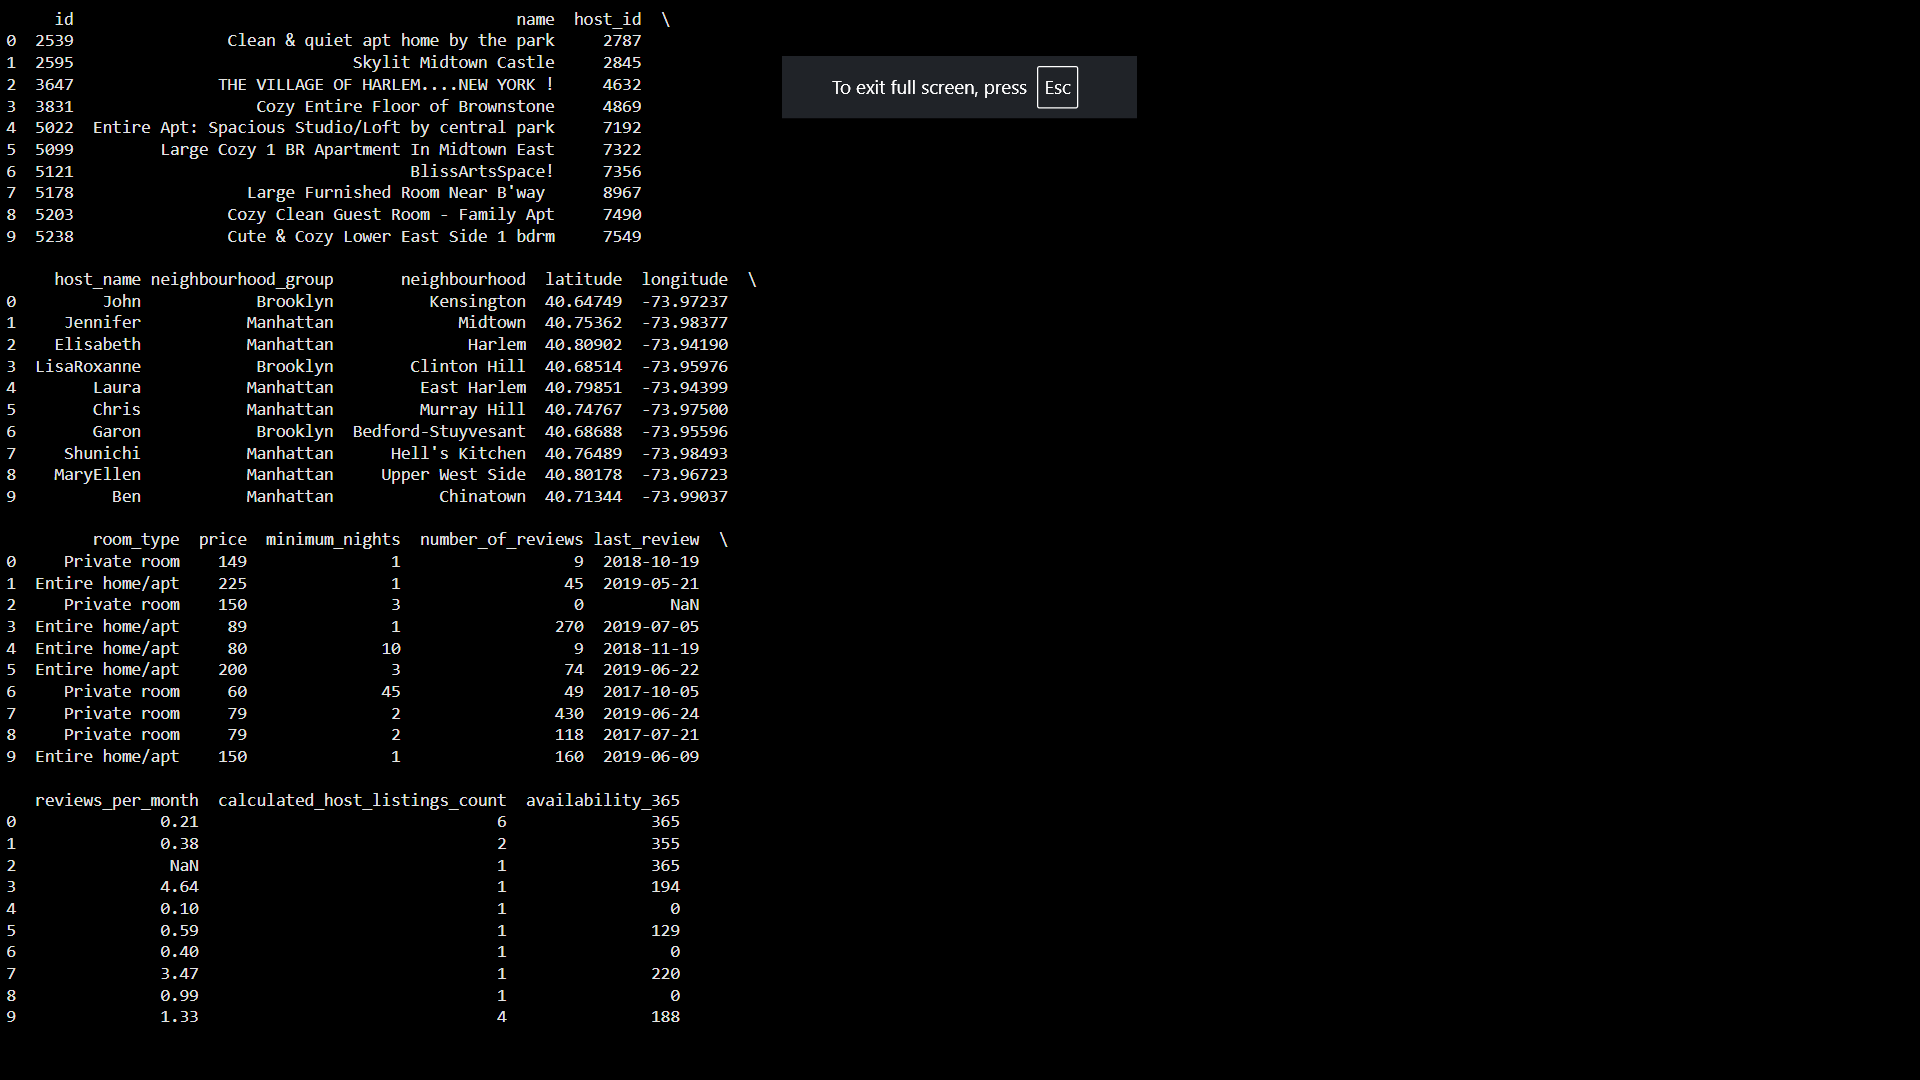 id name host_id \
0 2539 Clean & quiet apt home by the park 2787
1 2595 Skylit Midtown Castle 2845
2 3647 THE VILLAGE OF HARLEM....NEW YORK ! 4632
3 3831 Cozy Entire Floor of Brownstone 4869
4 5022 Entire Apt: Spacious Studio/Loft by central park 7192
5 5099 Large Cozy 1 BR Apartment In Midtown East 7322
6 5121 BlissArtsSpace! 7356
7 5178 Large Furnished Room Near B'way 8967
8 5203 Cozy Clean Guest Room - Family Apt 7490
9 5238 Cute & Cozy Lower East Side 1 bdrm 7549
To exit full screen, press Esc
host_name neighbourhood_group neighbourhood latitude longitude \
0 John Brooklyn Kensington 40.64749 -73.97237
1 Jennifer Manhattan Midtown 40.75362 -73.98377
2 Elisabeth Manhattan Harlem 40.80902 -73.94190
3 LisaRoxanne Brooklyn Clinton Hill 40.68514 -73.95976
4 Laura Manhattan East Harlem 40.79851 -73.94399
5 Chris Manhattan Murray Hill 40.74767 -73.97500
6 Garon Brooklyn Bedford-Stuyvesant 40.68688 -73.95596
7 Shunichi Manhattan Hell's Kitchen 40.76489 -73.98493
8 MaryEllen Manhattan Upper West Side 40.80178 -73.96723
9 Ben Manhattan Chinatown 40.71344 -73.99037
room_type price minimum_nights number_of_reviews last_review \
0 Private room 149 1 9 2018-10-19
1 Entire home/apt 225 1 45 2019-05-21
2 Private room 150 3 0 NaN
3 Entire home/apt 89 1 270 2019-07-05
4 Entire home/apt 80 10 9 2018-11-19
5 Entire home/apt 200 3 74 2019-06-22
6 Private room 60 45 49 2017-10-05
7 Private room 79 2 430 2019-06-24
8 Private room 79 2 118 2017-07-21
9 Entire home/apt 150 1 160 2019-06-09
reviews_per_month calculated_host_listings_count availability_365
0 0.21 6 365
1 0.38 2 355
2 NaN 1 365
3 4.64 1 194
4 0.10 1 0
5 0.59 1 129
6 0.40 1 0
7 3.47 1 220
8 0.99 1 0
9 1.33 4 188